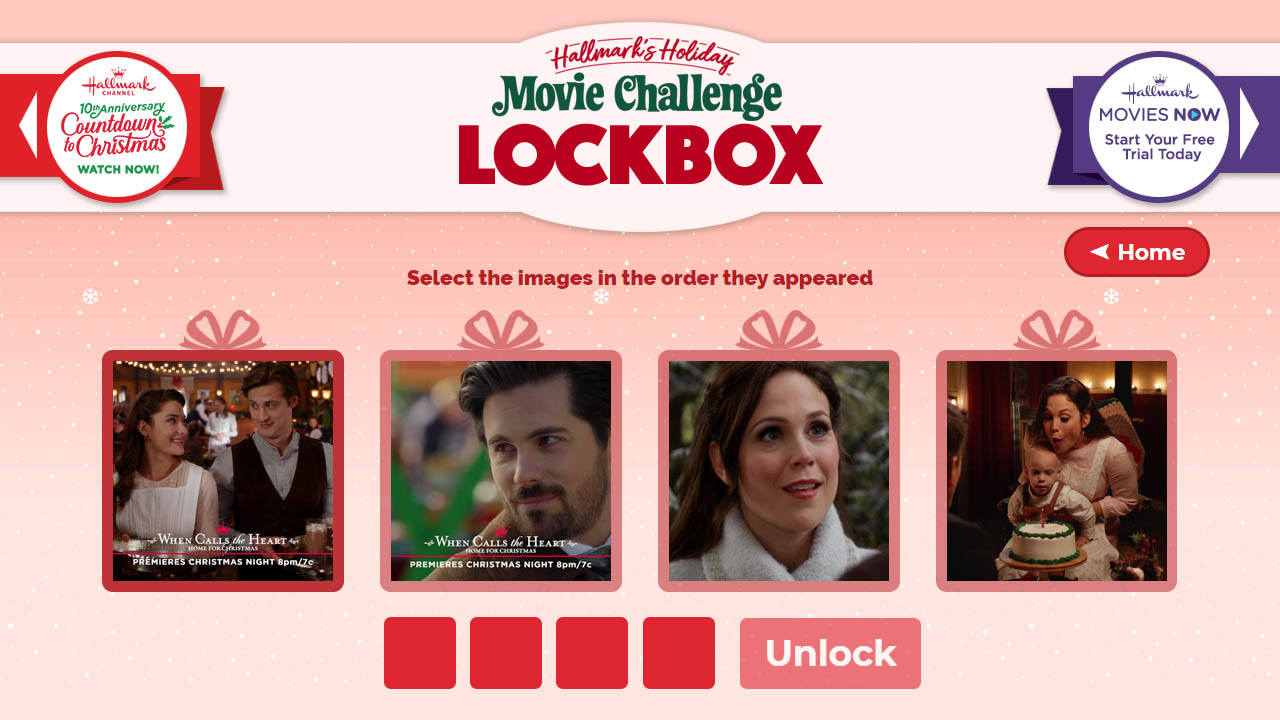 Hallmark's Holiday
Movie Challenge
LOCKBOX
Hallmark
CHANNEL
10th Anniversary
Countdown
to Christmas
WATCH NOW!
Hallmark
MOVIES NOW
Start Your Free
Trial Today
Home
Select the images in the order they appeared
WHEN CALLS the HEART
HOME FOR CHRISTMAS
PREMIERES CHRISTMAS NIGHT 8pm/7c
WHEN CALLS the HEART
HOME FOR CHRISTMAS
PREMIERES CHRISTMAS NIGHT 8pm/7c
Unlock